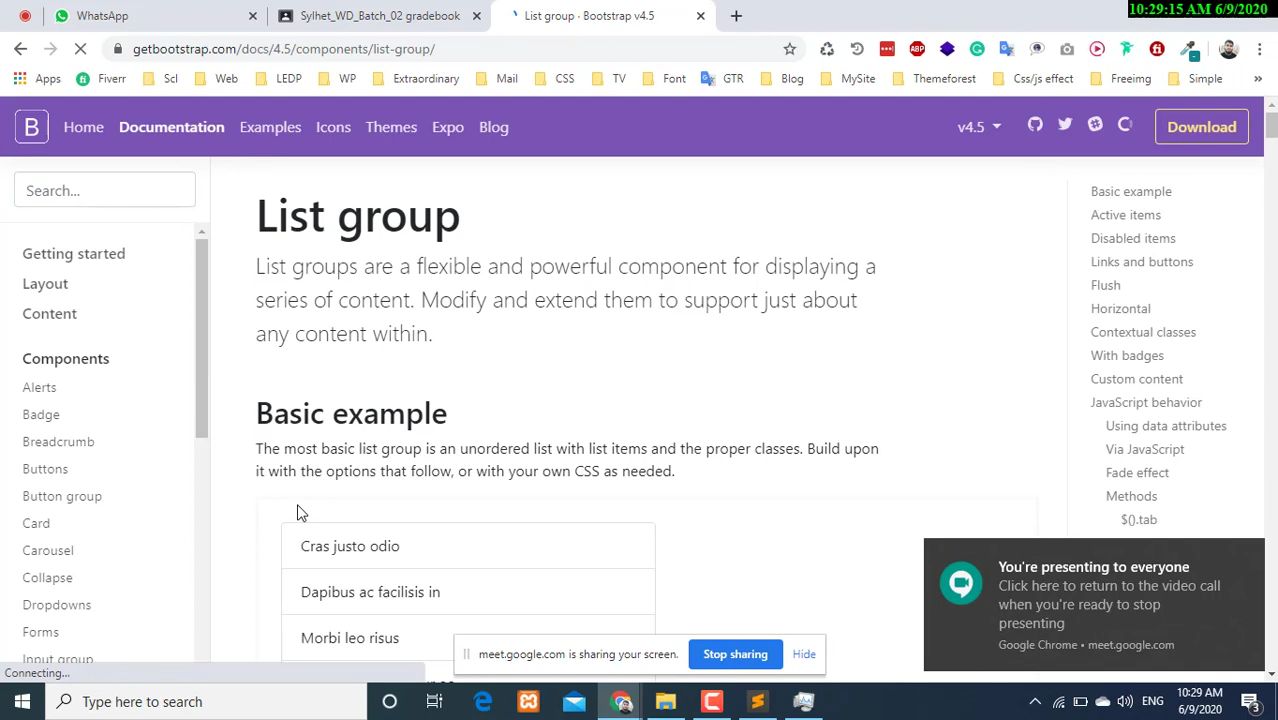 10:29:15 AM 6/9/2020
WhatsApp
Sylhet_WD_Batch_02 gradebook
List group · Bootstrap v4.5
getbootstrap.com/docs/4.5/components/list-group/
ABP
Apps
Fiverr
Scl
Web
LEDP
WP
Extraordinary
Mail
CSS
TV
Font
GTR
Blog
MySite
Themeforest
Css/js effect
Freeimg
Simple
»
B
Home
Documentation
Examples
Icons
Themes
Expo
Blog
v4.5
Download
Search...
Getting started
Layout
Content
Components
Alerts
Badge
Breadcrumb
Buttons
Button group
Card
Carousel
Collapse
Dropdowns
Forms
Input group
List group
List groups are a flexible and powerful component for displaying a
series of content. Modify and extend them to support just about
any content within.
Basic example
The most basic list group is an unordered list with list items and the proper classes. Build upon
it with the options that follow, or with your own CSS as needed.
Cras justo odio
Dapibus ac facilisis in
Morbi leo risus
Basic example
Active items
Disabled items
Links and buttons
Flush
Horizontal
Contextual classes
With badges
Custom content
JavaScript behavior
Using data attributes
Via JavaScript
Fade effect
Methods
$().tab
You're presenting to everyone
Click here to return to the video call
when you're ready to stop
presenting
Google Chrome • meet.google.com
meet.google.com is sharing your screen.
Stop sharing
Hide
Connecting...
Type here to search
ENG
10:29 AM
6/9/2020
3